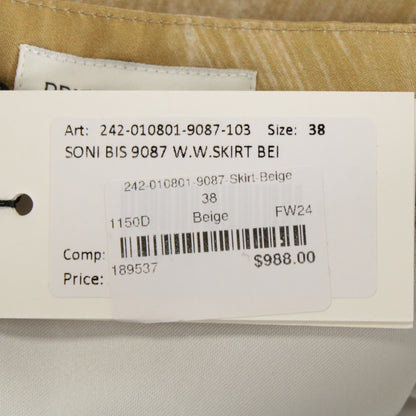 Art: 242-010801-9087-103 Size: 38
SONI BIS 9087 W.W.SKIRT BEI
242-010801-9087-Skirt-Beige
38
1150D Beige FW24
Comp:
189537
$988.00
Price: